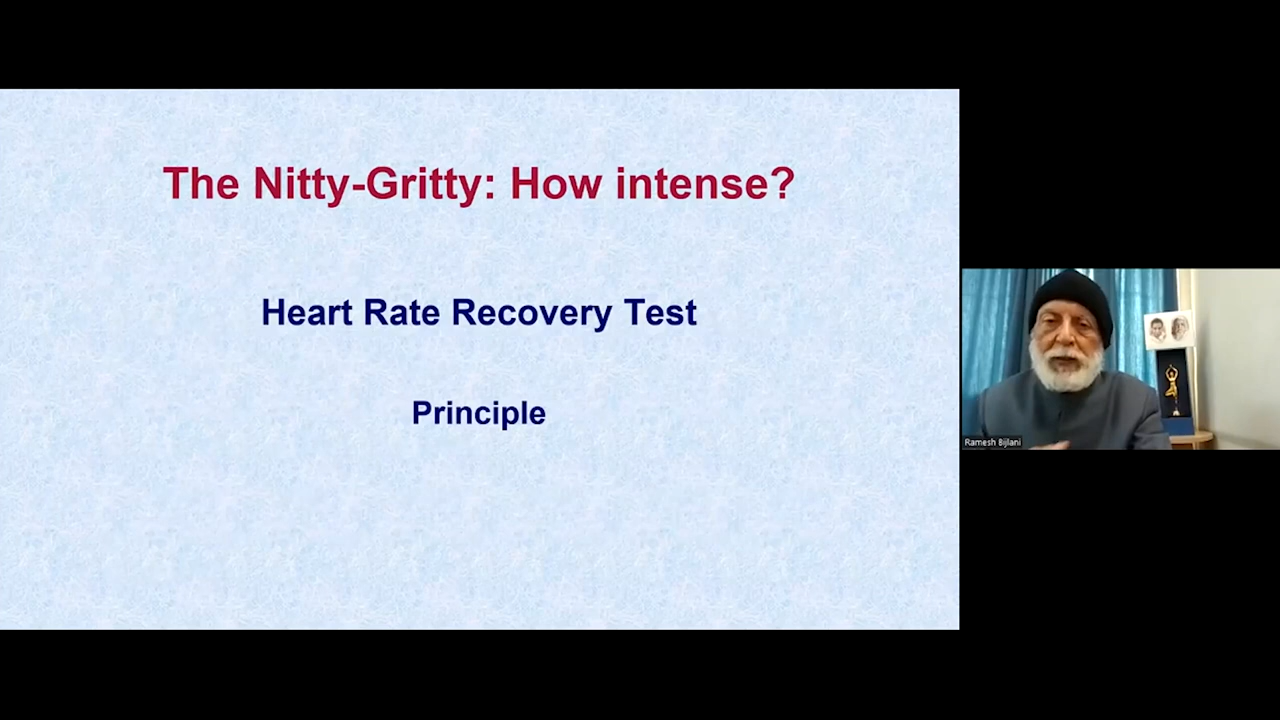 The Nitty-Gritty: How intense?
Heart Rate Recovery Test
Principle
Ramesh Bijlani